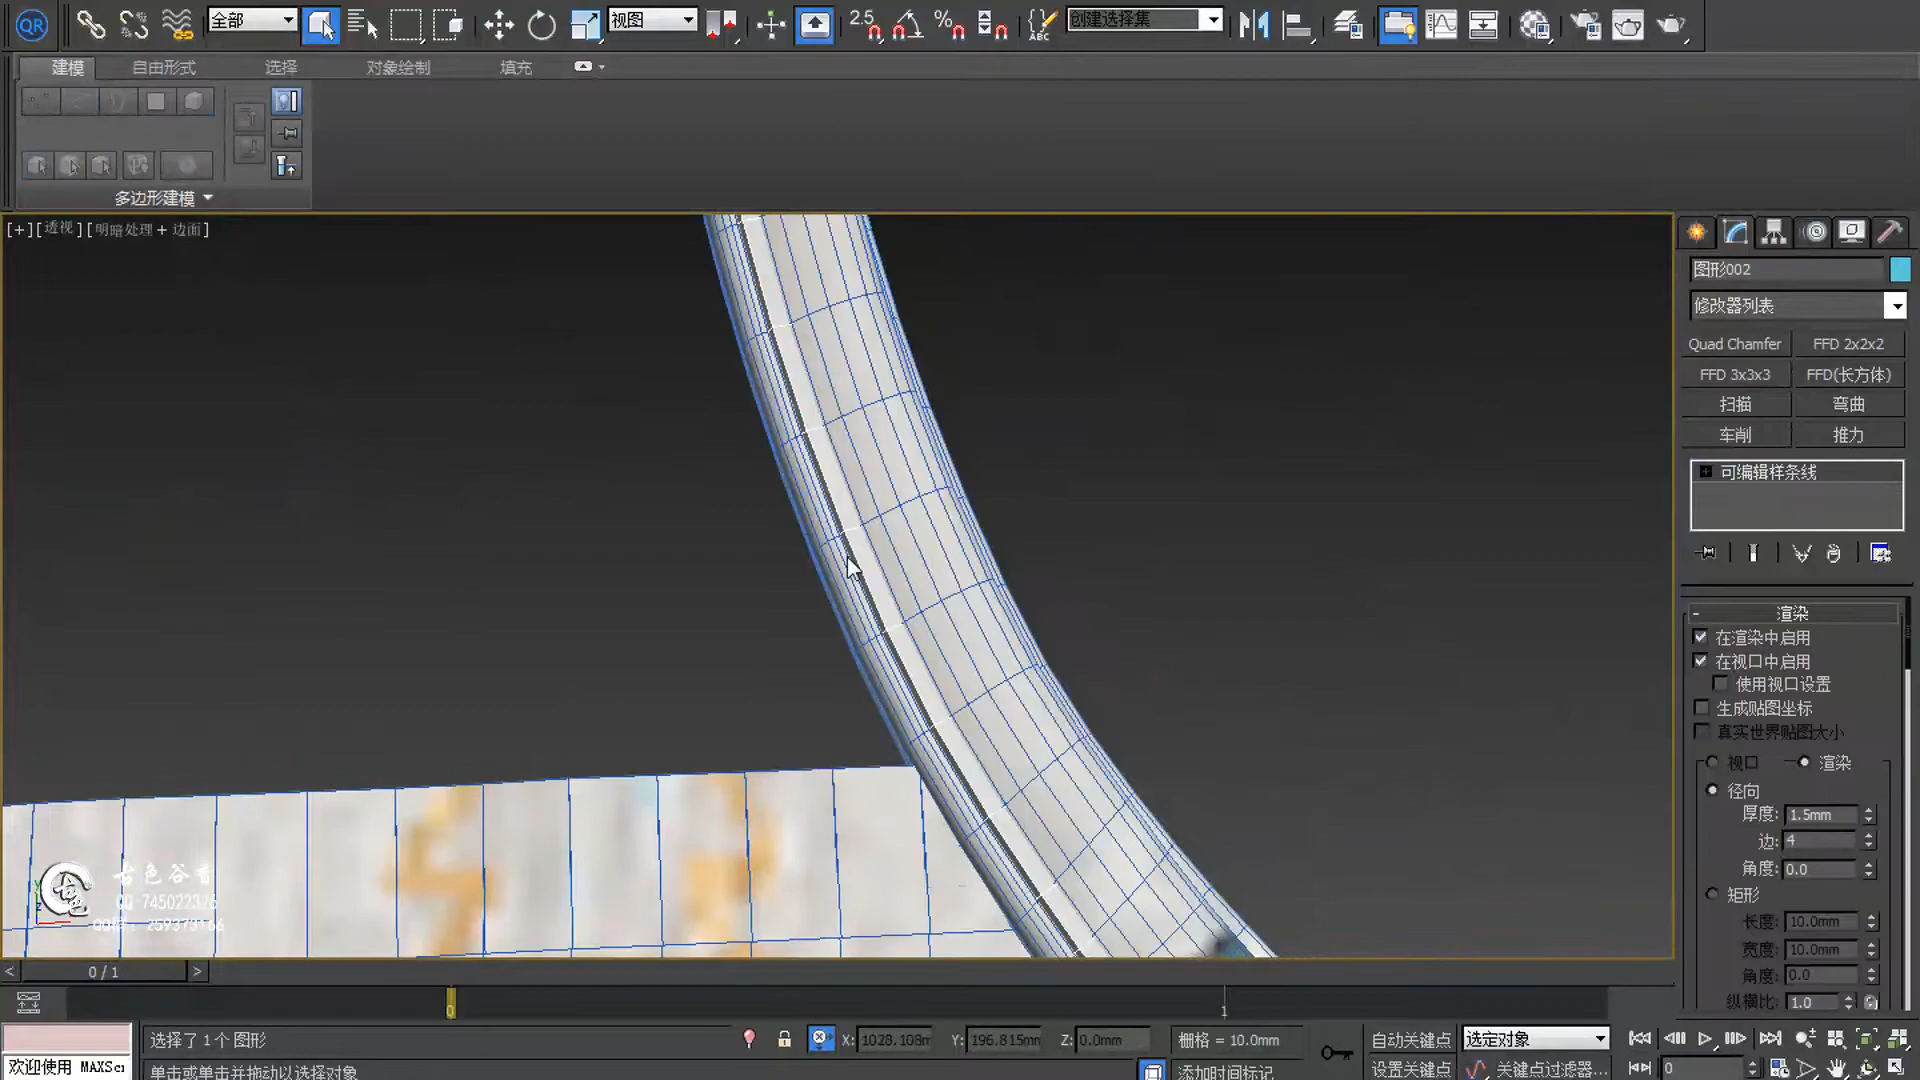 QR 全部 视图 2.5 % ABC 创建选择集
建模 自由形式 选择 对象绘制 填充
多边形建模
[+][透视][明暗处理 + 边面]
图形002
修改器列表
Quad Chamfer FFD 2x2x2
FFD 3x3x3 FFD(长方体)
扫描 弯曲
车削 推力
可编辑样条线
- 渲染
在渲染中启用
在视口中启用
使用视口设置
生成贴图坐标
真实世界贴图大小
视口 渲染
径向
厚度: 1.5mm
边: 4
角度: 0.0
矩形
长度: 10.0mm
宽度: 10.0mm
角度: 0.0
纵横比: 1.0
古色谷香
QQ 745022326
< 0 / 1 >
0 1
选择了 1 个 图形 X: 1028.108m Y: 196.815mm Z: 0.0mm 栅格 = 10.0mm 自动关键点 选定对象
欢迎使用 MAXScr 单击或单击并拖动以选择对象 添加时间标记 设置关键点 关键点过滤器... 0